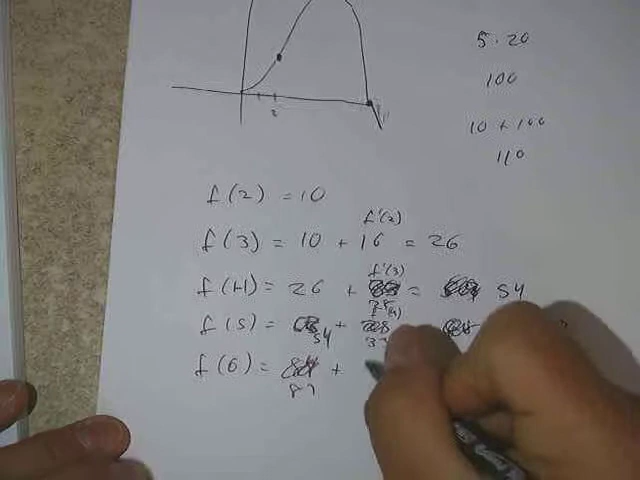 2
5 · 20
100
10 + 100
110
f(2) = 10
f'(2)
f(3) = 10 + 16 = 26
f'(3)
f(4) = 26 + 28 = 54
f(5) = 54 +
f(6) = 87 +